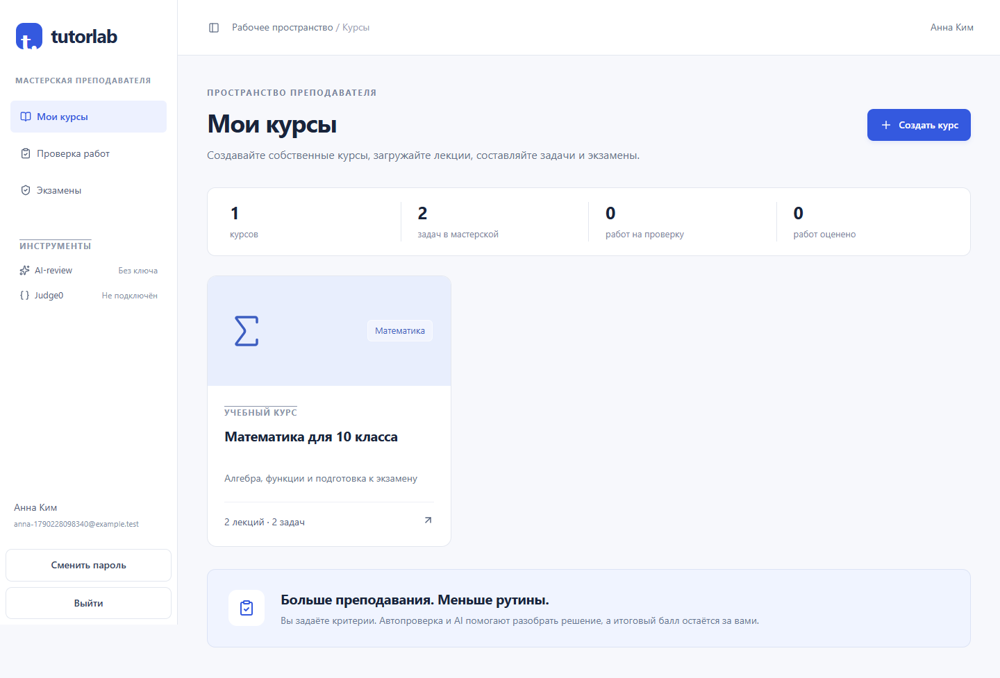 t.
tutorlab
МАСТЕРСКАЯ ПРЕПОДАВАТЕЛЯ
Мои курсы
Проверка работ
Экзамены
ИНСТРУМЕНТЫ
AI-review Без ключа
Judge0 Не подключён
Анна Ким
anna-1790228098340@example.test
Сменить пароль
Выйти
Рабочее пространство / Курсы
Анна Ким
ПРОСТРАНСТВО ПРЕПОДАВАТЕЛЯ
Мои курсы
Создавайте собственные курсы, загружайте лекции, составляйте задачи и экзамены.
Создать курс
1
курсов
2
задач в мастерской
0
работ на проверку
0
работ оценено
Σ
Математика
УЧЕБНЫЙ КУРС
Математика для 10 класса
Алгебра, функции и подготовка к экзамену
2 лекций · 2 задач
Больше преподавания. Меньше рутины.
Вы задаёте критерии. Автопроверка и AI помогают разобрать решение, а итоговый балл остаётся за вами.